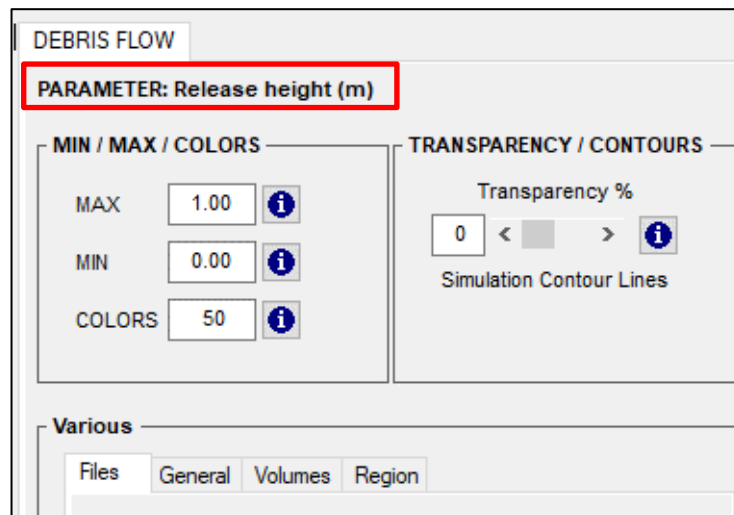 DEBRIS FLOW
PARAMETER: Release height (m)
MIN / MAX / COLORS
MAX 1.00
MIN 0.00
COLORS 50
TRANSPARENCY / CONTOURS
Transparency %
0
Simulation Contour Lines
Various
Files General Volumes Region